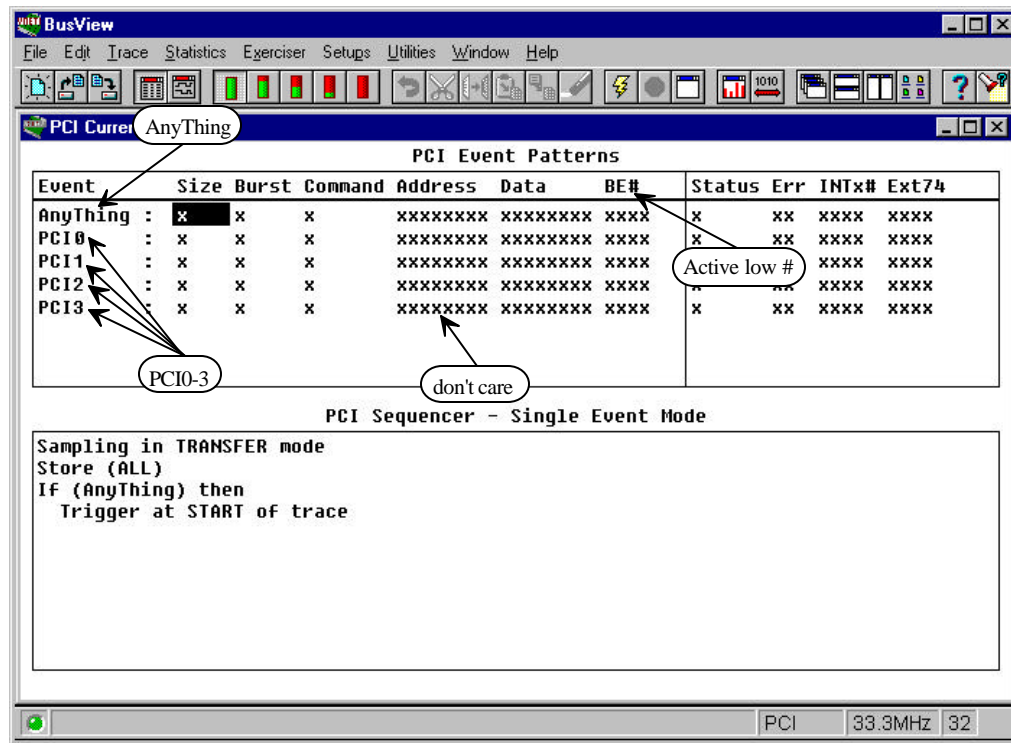 BusView
File Edit Trace Statistics Exerciser Setups Utilities Window Help
1010
PCI Curren
AnyThing
PCI Event Patterns
Event Size Burst Command Address Data BE# Status Err INTx# Ext74
AnyThing : x x x xxxxxxxx xxxxxxxx xxxx x xx xxxx xxxx
PCI0 : x x x xxxxxxxx xxxxxxxx xxxx x xx xxxx xxxx
PCI1 : x x x xxxxxxxx xxxxxxxx xxxx xxxx xxxx
Active low #
PCI2 : x x x xxxxxxxx xxxxxxxx xxxx x xx xxxx xxxx
PCI3 : x x x xxxxxxxx xxxxxxxx xxxx x xx xxxx xxxx
PCI0-3
don't care
PCI Sequencer - Single Event Mode
Sampling in TRANSFER mode
Store (ALL)
If (AnyThing) then
Trigger at START of trace
PCI 33.3MHz 32